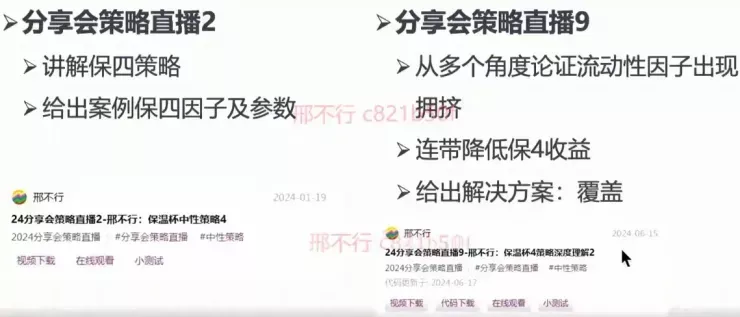 ➢分享会策略直播2
➢讲解保四策略
➢给出案例保四因子及参数
邢不行
2024-01-19
24分享会策略直播2-邢不行：保温杯中性策略4
2024分享会策略直播 #分享会策略直播 #中性策略
视频下载 在线观看 小测试
➢分享会策略直播9
➢从多个角度论证流动性因子出现
拥挤
➢连带降低保4收益
➢给出解决方案：覆盖
邢不行
2024-06-15
24分享会策略直播9-邢不行：保温杯4策略深度理解2
2024分享会策略直播 #分享会策略直播 #中性策略
代码更新于: 2024-06-17
视频下载 代码下载 在线观看 小测试
邢不行
邢不行